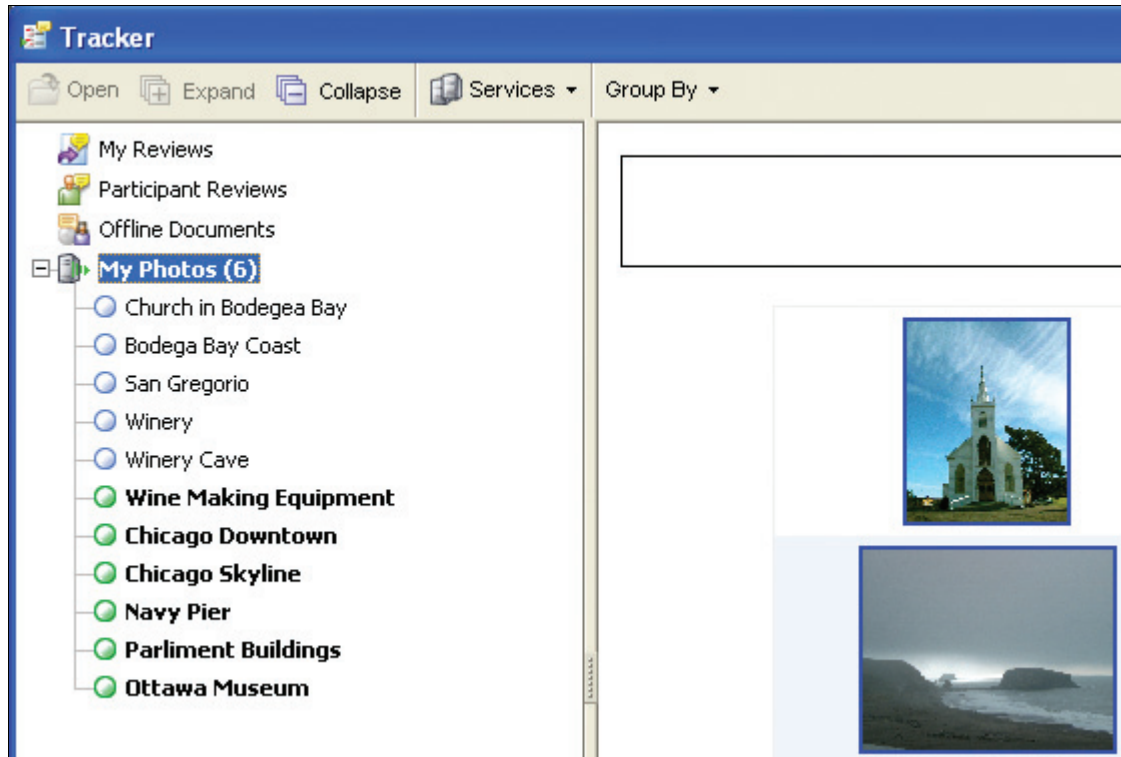 Tracker
Open Expand Collapse Services Group By
My Reviews
Participant Reviews
Offline Documents
My Photos (6)
Church in Bodegea Bay
Bodega Bay Coast
San Gregorio
Winery
Winery Cave
Wine Making Equipment
Chicago Downtown
Chicago Skyline
Navy Pier
Parliment Buildings
Ottawa Museum